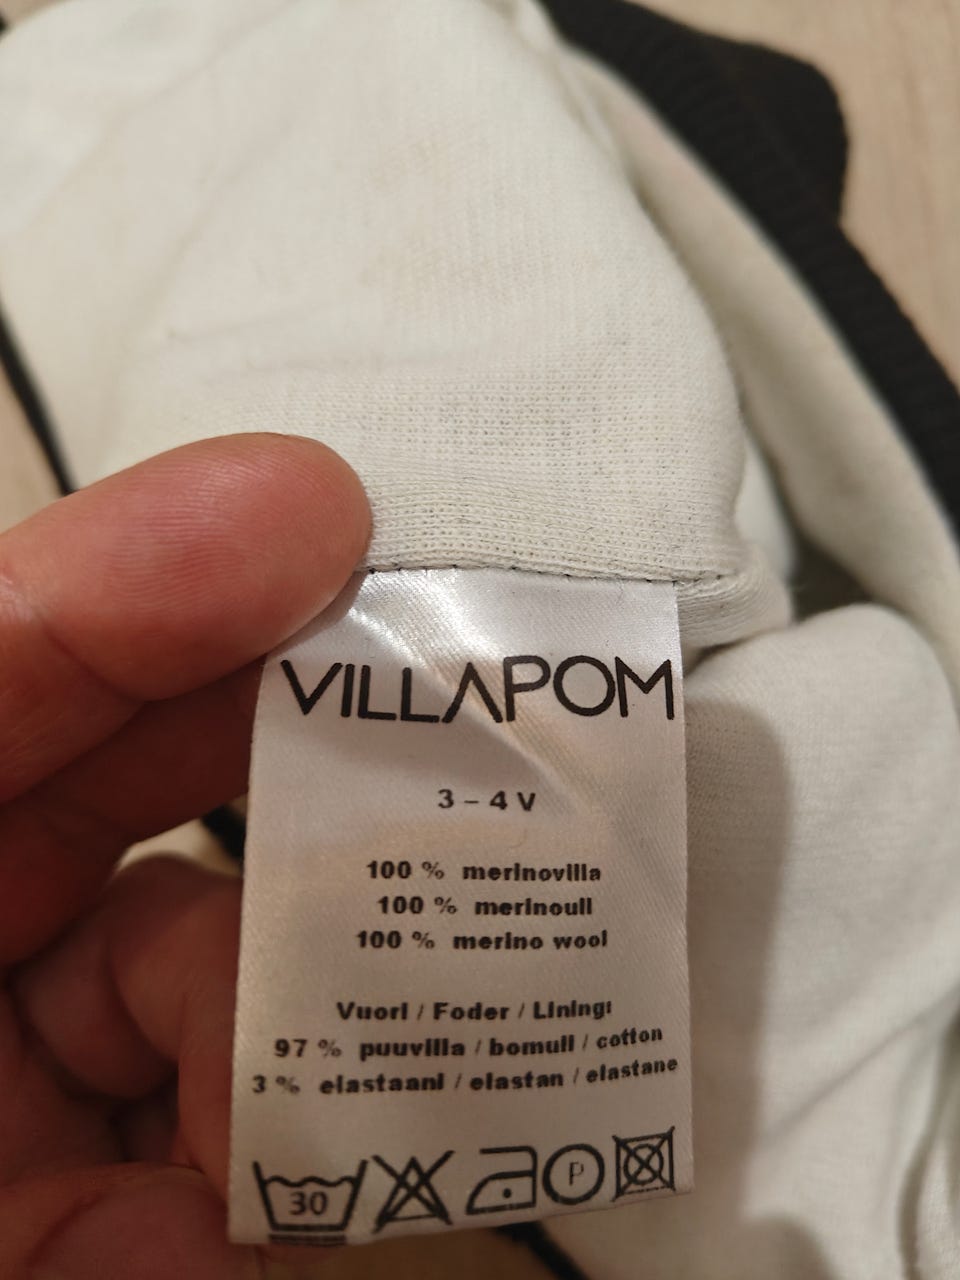 VILLAPOM
3 – 4 V
100 % merinovilla
100 % merinoull
100 % merino wool
Vuori / Foder / Lining:
97 % puuvilla / bomull / cotton
3 % elastaani / elastan / elastane
30 P